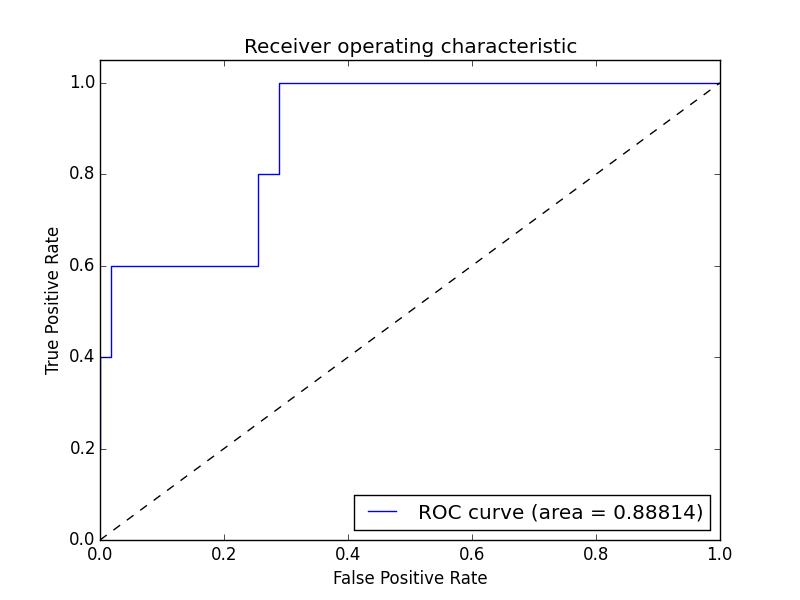 Receiver operating characteristic
1.0
0.8
0.6
0.4
0.2
0.0
True Positive Rate
ROC curve (area = 0.88814)
0.0 0.2 0.4 0.6 0.8 1.0
False Positive Rate